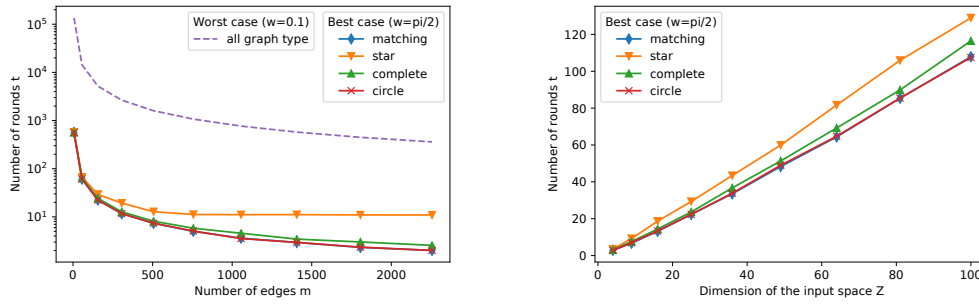 10^5
10^4
10^3
10^2
10^1
Number of rounds t
Worst case (w=0.1)
all graph type
Best case (w=pi/2)
matching
star
complete
circle
0 500 1000 1500 2000
Number of edges m
120
100
80
60
40
20
0
Number of rounds t
Best case (w=pi/2)
matching
star
complete
circle
0 20 40 60 80 100
Dimension of the input space Z